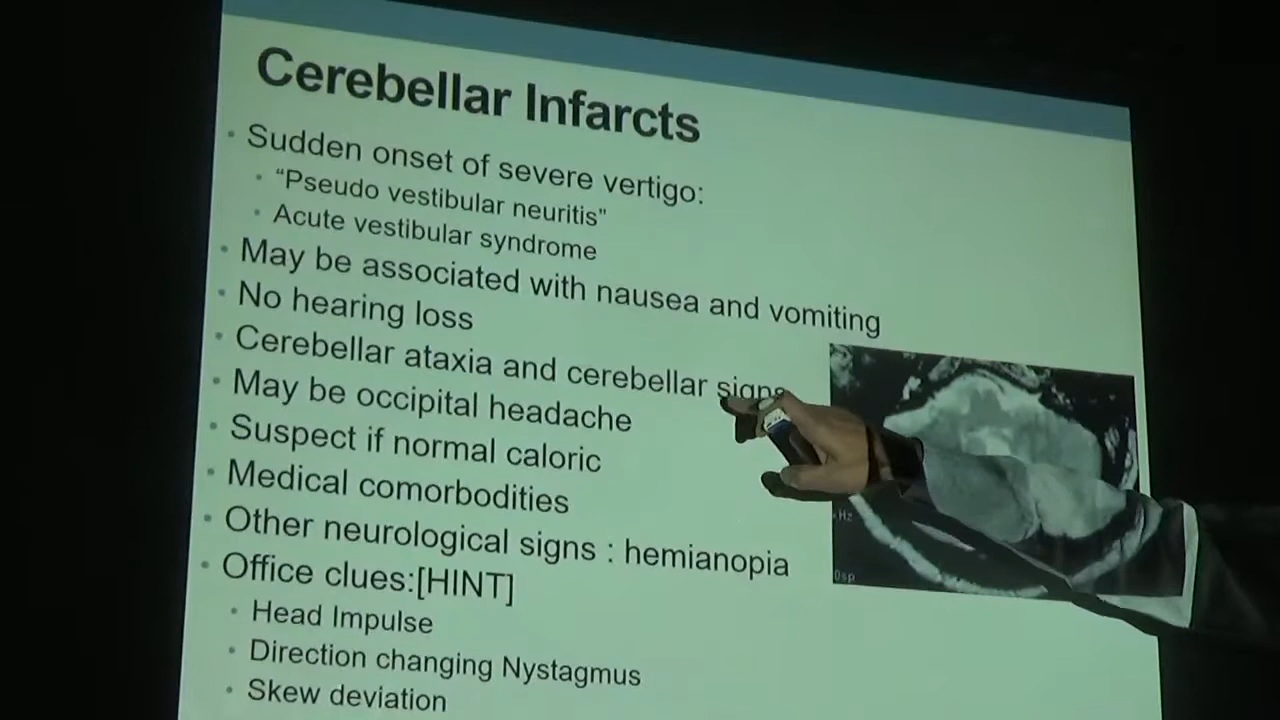 Cerebellar Infarcts
• Sudden onset of severe vertigo:
• “Pseudo vestibular neuritis”
• Acute vestibular syndrome
• May be associated with nausea and vomiting
• No hearing loss
• Cerebellar ataxia and cerebellar signs
• May be occipital headache
• Suspect if normal caloric
• Medical comorbodities
• Other neurological signs : hemianopia
• Office clues:[HINT]
• Head Impulse
• Direction changing Nystagmus
• Skew deviation
kHz
Dsp